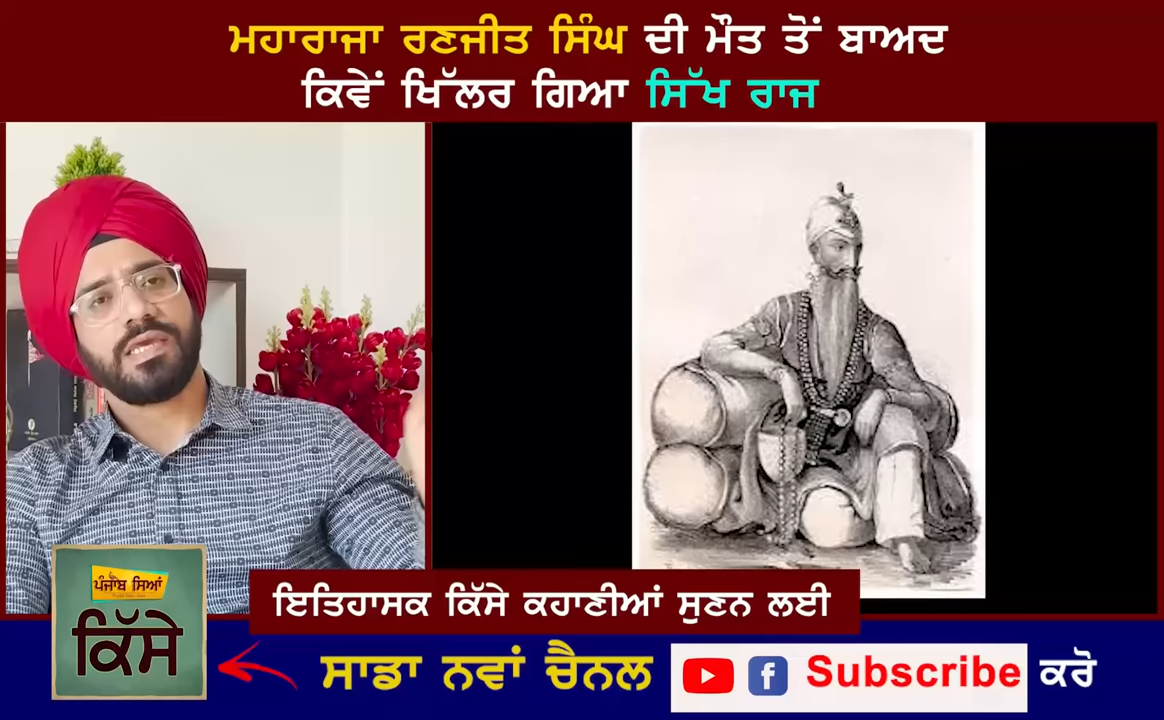 ਮਹਾਰਾਜਾ ਰਣਜੀਤ ਸਿੰਘ ਦੀ ਮੌਤ ਤੋਂ ਬਾਅਦ
ਕਿਵੇਂ ਖਿੱਲਰ ਗਿਆ ਸਿੱਖ ਰਾਜ
ਪੰਜਾਬ ਸਿਆਂ
ਕਿੱਸੇ
ਇਤਿਹਾਸਕ ਕਿੱਸੇ ਕਹਾਣੀਆਂ ਸੁਣਨ ਲਈ
ਸਾਡਾ ਨਵਾਂ ਚੈਨਲ Subscribe ਕਰੋ